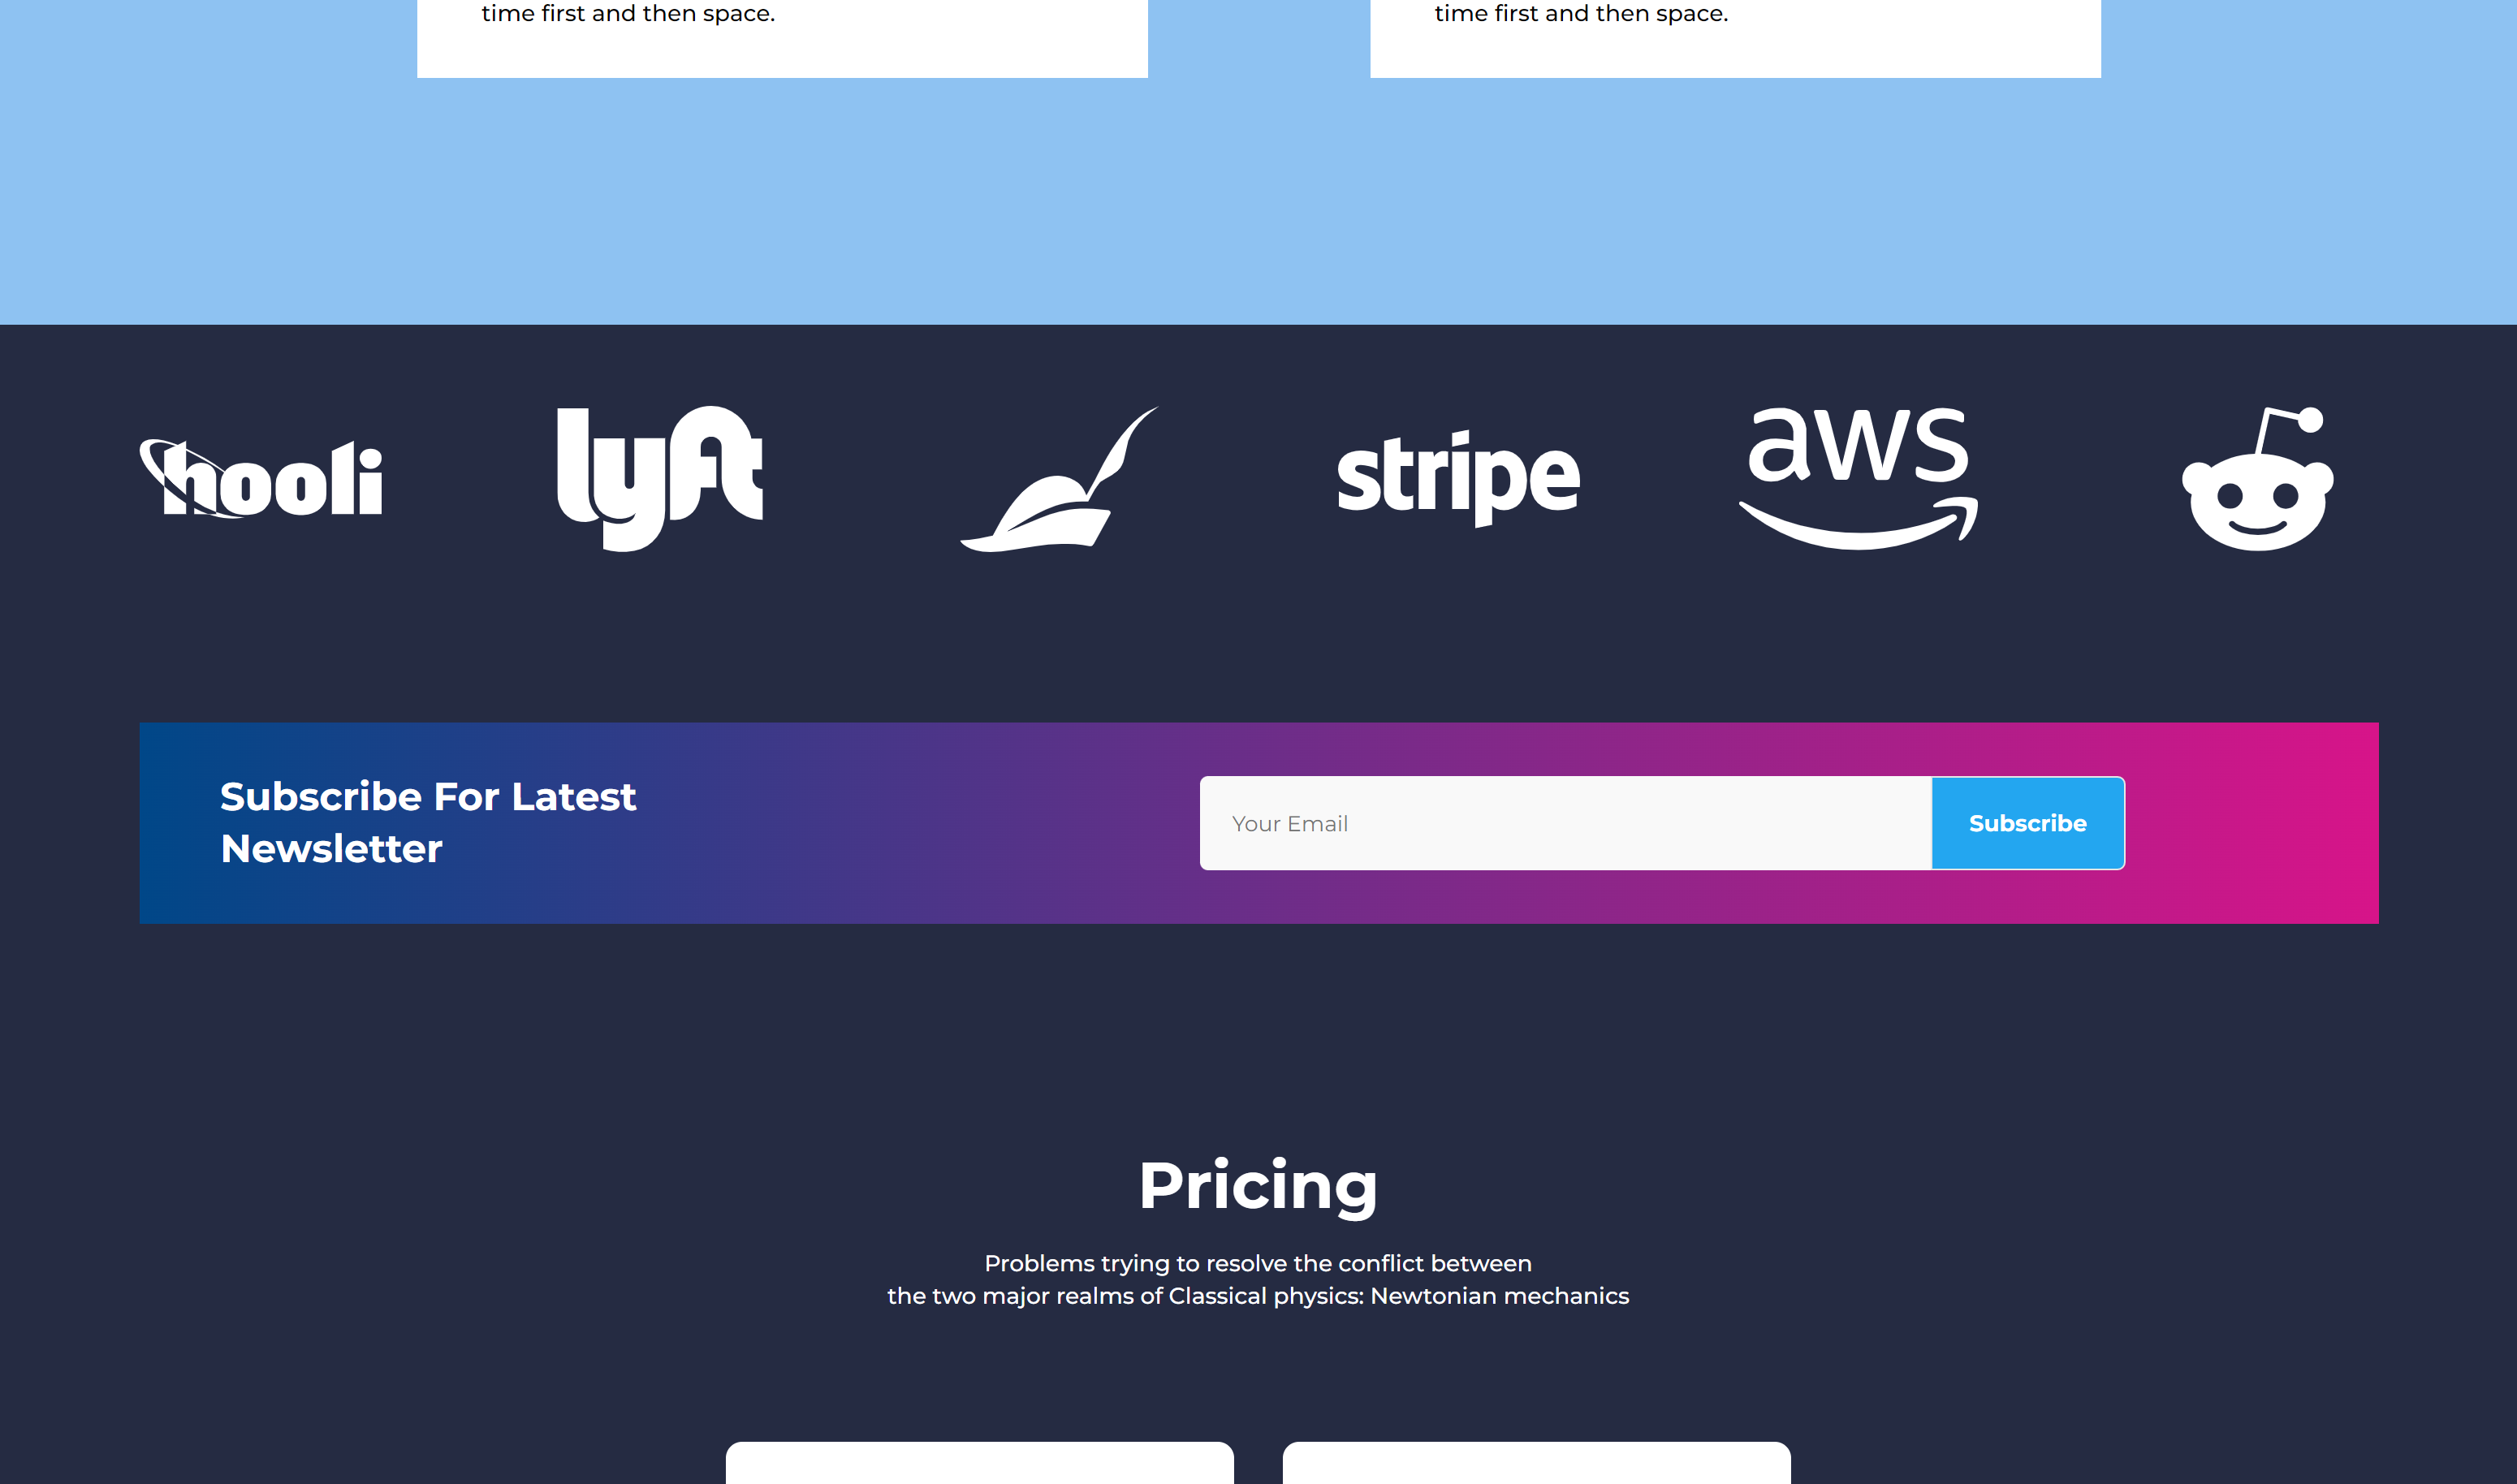 time first and then space.
time first and then space.
hooli
lyft
stripe
aws
Subscribe For Latest
Newsletter
Your Email
Subscribe
Pricing
Problems trying to resolve the conflict between
the two major realms of Classical physics: Newtonian mechanics